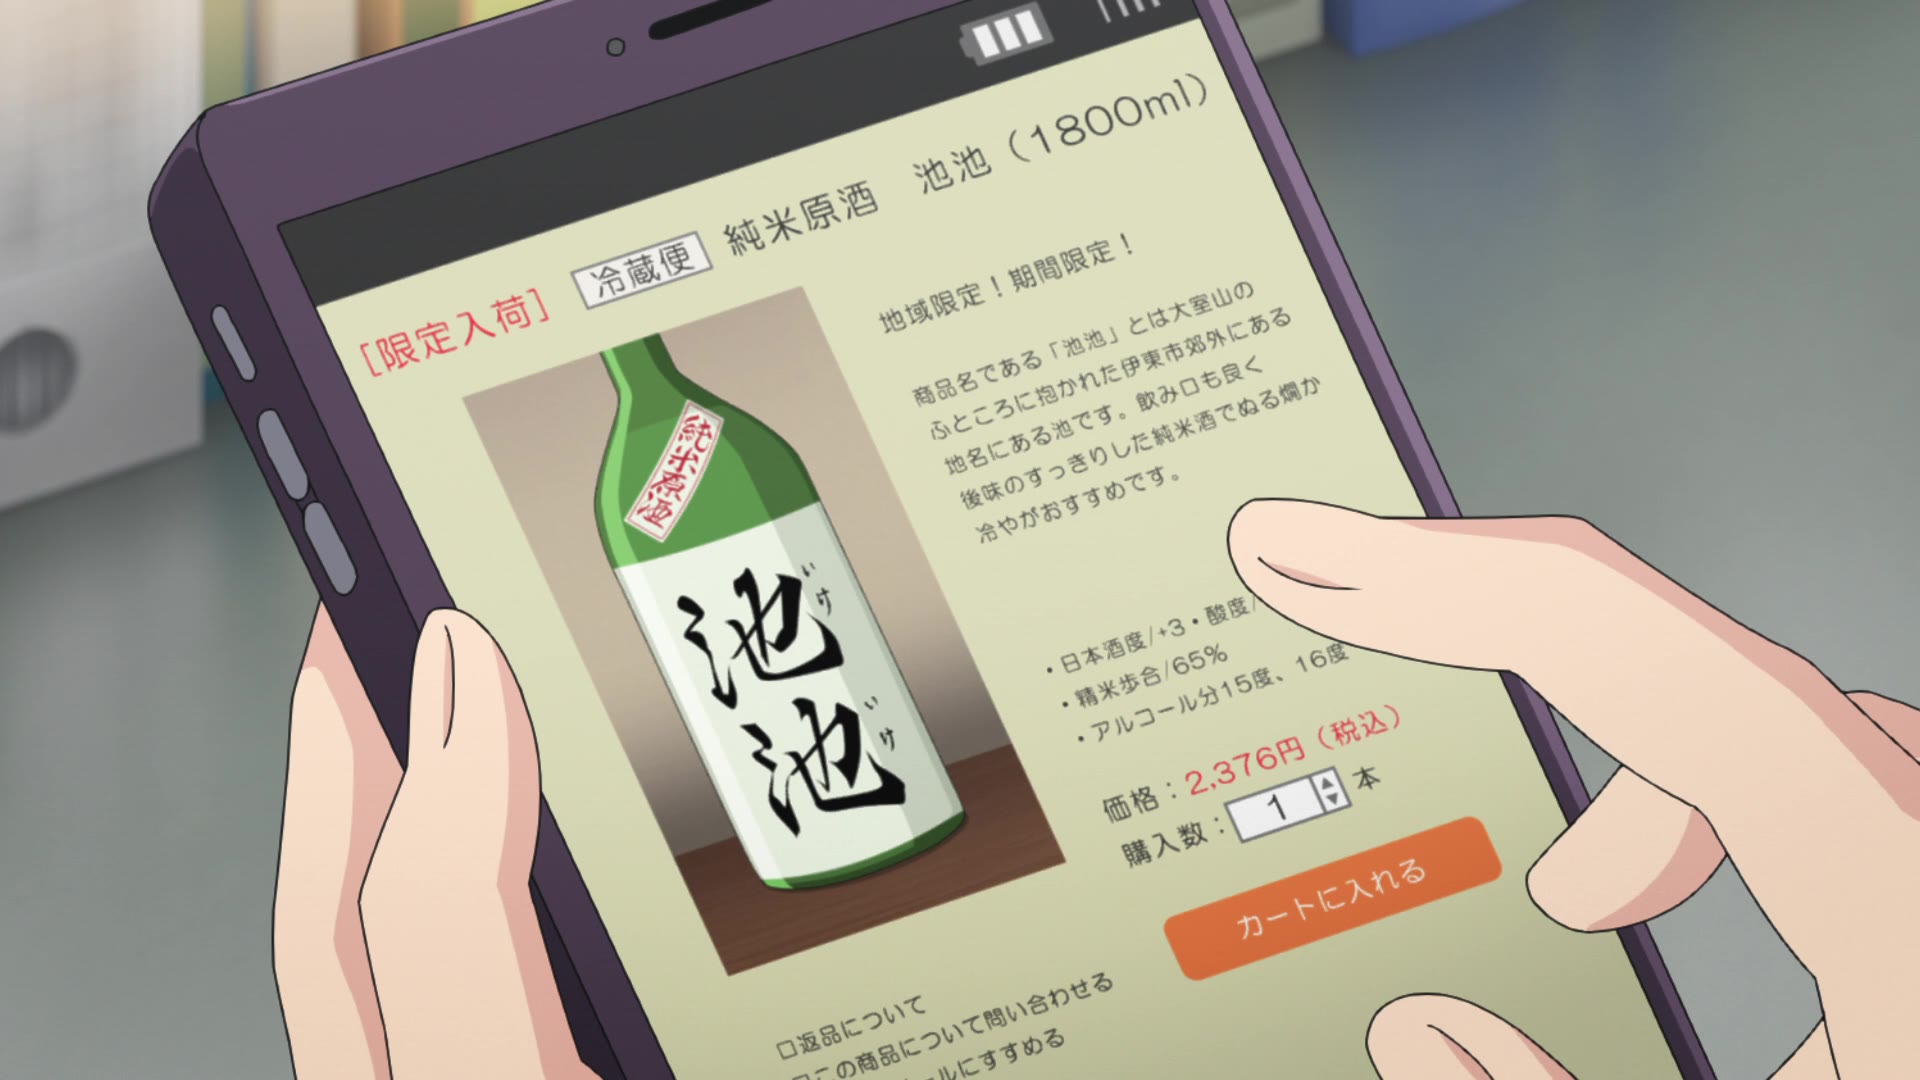 [限定入荷] 冷蔵便 純米原酒 池池（1800ml）
純米原酒
池池
いけ
いけ
地域限定！期間限定！
商品名である「池池」とは大室山の
ふところに抱かれた伊東市郊外にある
地名にある池です。飲み口も良く
後味のすっきりした純米酒でぬる燗か
冷やがおすすめです。
・日本酒度/+3・酸度/
・精米歩合/65%
・アルコール分15度、16度
価格：2,376円（税込）
購入数：1 本
カートに入れる
□返品について
□この商品について問い合わせる
ールにすすめる